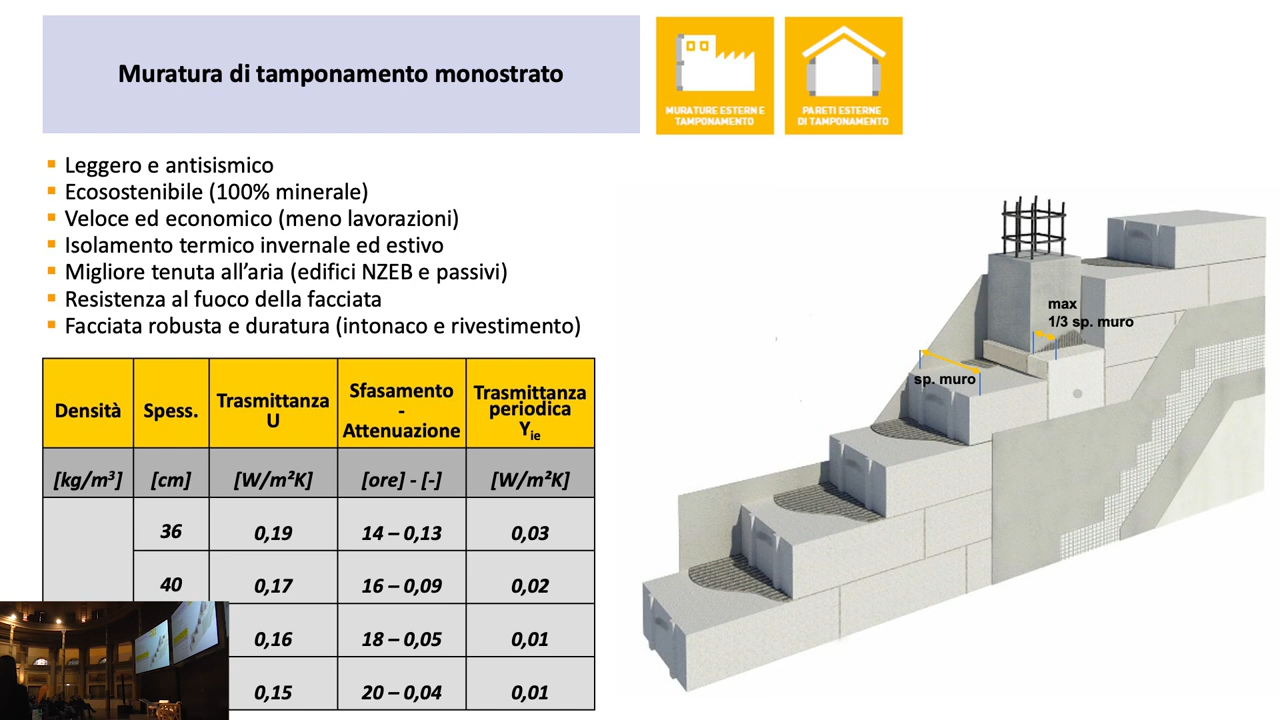 Muratura di tamponamento monostrato
MURATURE ESTERNE
TAMPONAMENTO
PARETI ESTERNE
DI TAMPONAMENTO
Leggero e antisismico
Ecosostenibile (100% minerale)
Veloce ed economico (meno lavorazioni)
Isolamento termico invernale ed estivo
Migliore tenuta all’aria (edifici NZEB e passivi)
Resistenza al fuoco della facciata
Facciata robusta e duratura (intonaco e rivestimento)
Densità
Spess.
Trasmittanza
U
Sfasamento
-
Attenuazione
Trasmittanza
periodica
Yie
[kg/m³]
[cm]
[W/m²K]
[ore] - [-]
[W/m²K]
36
0,19
14 – 0,13
0,03
40
0,17
16 – 0,09
0,02
0,16
18 – 0,05
0,01
0,15
20 – 0,04
0,01
max
1/3 sp. muro
sp. muro